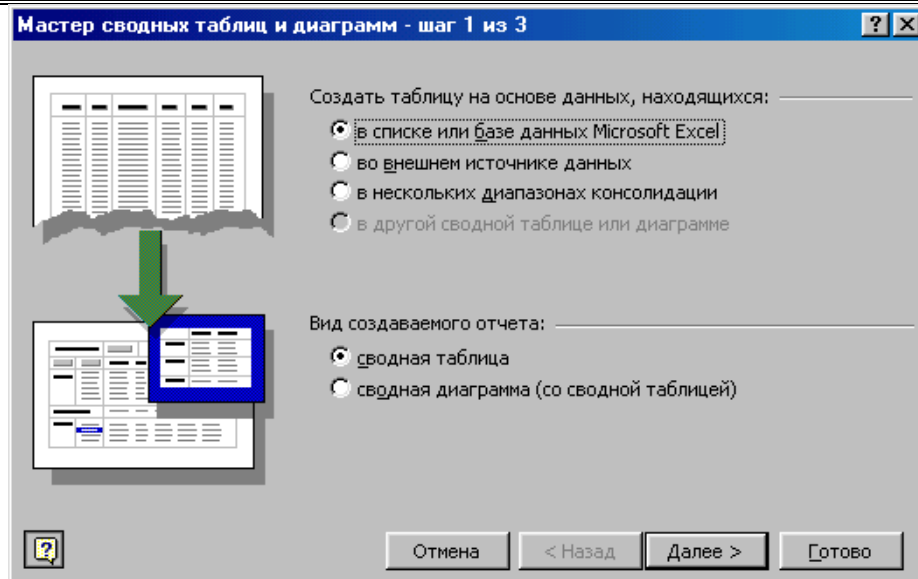 Мастер сводных таблиц и диаграмм - шаг 1 из 3
Создать таблицу на основе данных, находящихся:
в списке или базе данных Microsoft Excel
во внешнем источнике данных
в нескольких диапазонах консолидации
в другой сводной таблице или диаграмме
Вид создаваемого отчета:
сводная таблица
сводная диаграмма (со сводной таблицей)
Отмена
< Назад
Далее >
Готово